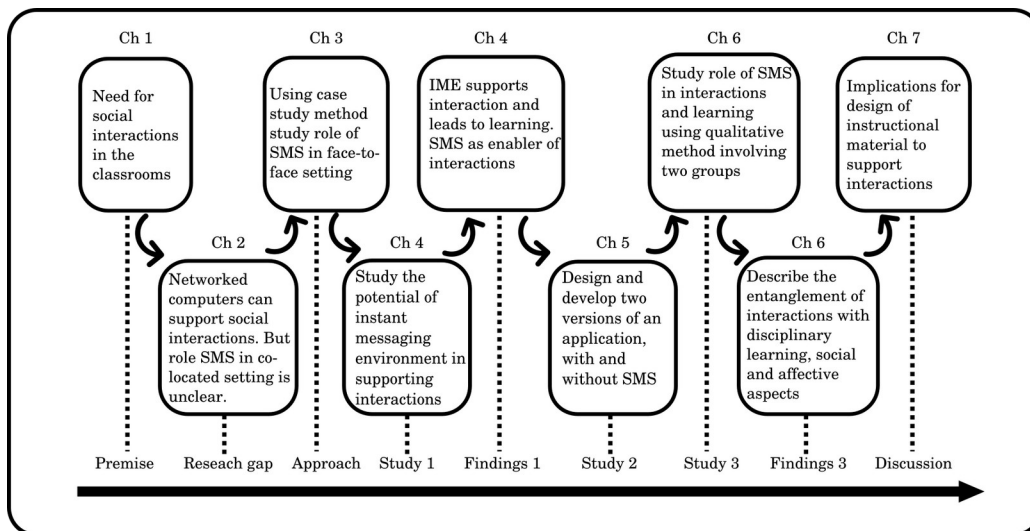 Ch 1
Need for
social
interactions
in the
classrooms
Ch 2
Networked
computers can
support social
interactions. But
role SMS in co-
located setting is
unclear.
Ch 3
Using case
study method
study role of
SMS in face-to-
face setting
Ch 4
Study the
potential of
instant
messaging
environment in
supporting
interactions
Ch 4
IME supports
interaction and
leads to learning.
SMS as enabler of
interactions
Ch 5
Design and
develop two
versions of an
application,
with and
without SMS
Ch 6
Study role of SMS
in interactions
and learning
using qualitative
method involving
two groups
Ch 6
Describe the
entanglement of
interactions with
disciplinary
learning, social
and affective
aspects
Ch 7
Implications for
design of
instructional
material to
support
interactions
Premise
Reseach gap
Approach
Study 1
Findings 1
Study 2
Study 3
Findings 3
Discussion